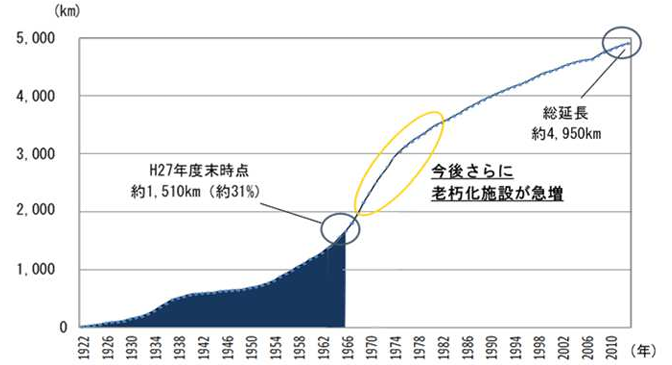 (km)
5,000
4,000
3,000
2,000
1,000
0
総延長
約4,950km
今後さらに
老朽化施設が急増
H27年度末時点
約1,510km（約31%）
1922 1926 1930 1934 1938 1942 1946 1950 1954 1958 1962 1966 1970 1974 1978 1982 1986 1990 1994 1998 2002 2006 2010 (年)